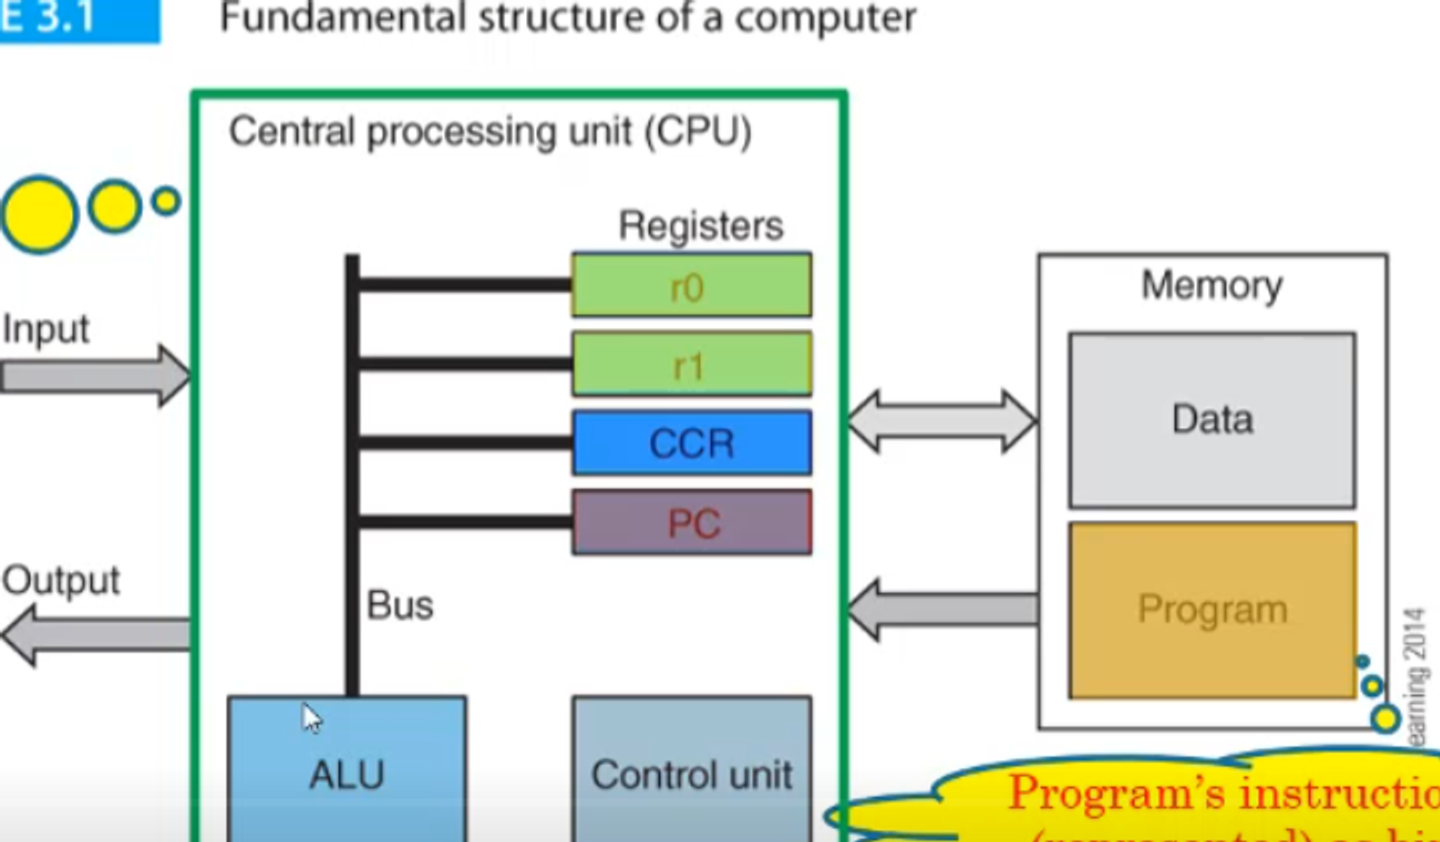 E 3.1 Fundamental structure of a computer
Central processing unit (CPU)
Registers
r0
r1
CCR
PC
Bus
ALU
Control unit
Input
Output
Memory
Data
Program
earning 2014
Program's instructio